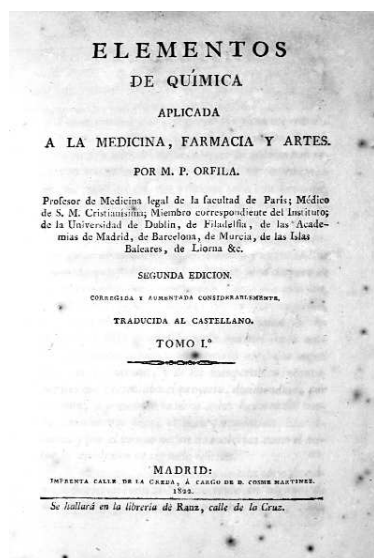 ELEMENTOS
DE QUÍMICA
APLICADA
A LA MEDICINA, FARMACIA Y ARTES.
POR M. P. ORFILA.
Profesor de Medicina legal de la facultad de París; Médico
de S. M. Cristianísima; Miembro correspondiente del Instituto;
de la Universidad de Dublin, de Filadelfia, de las Acade-
mias de Madrid, de Barcelona, de Murcia, de las Islas
Baleares, de Liorna &c.
SEGUNDA EDICION.
CORREGIDA Y AUMENTADA CONSIDERABLEMENTE.
TRADUCIDA AL CASTELLANO.
TOMO I.º
MADRID:
IMPRENTA CALLE DE LA GREDA, Á CARGO DE D. COSME MARTINEZ.
1822.
Se hallará en la libreria de Ranz, calle de la Cruz.